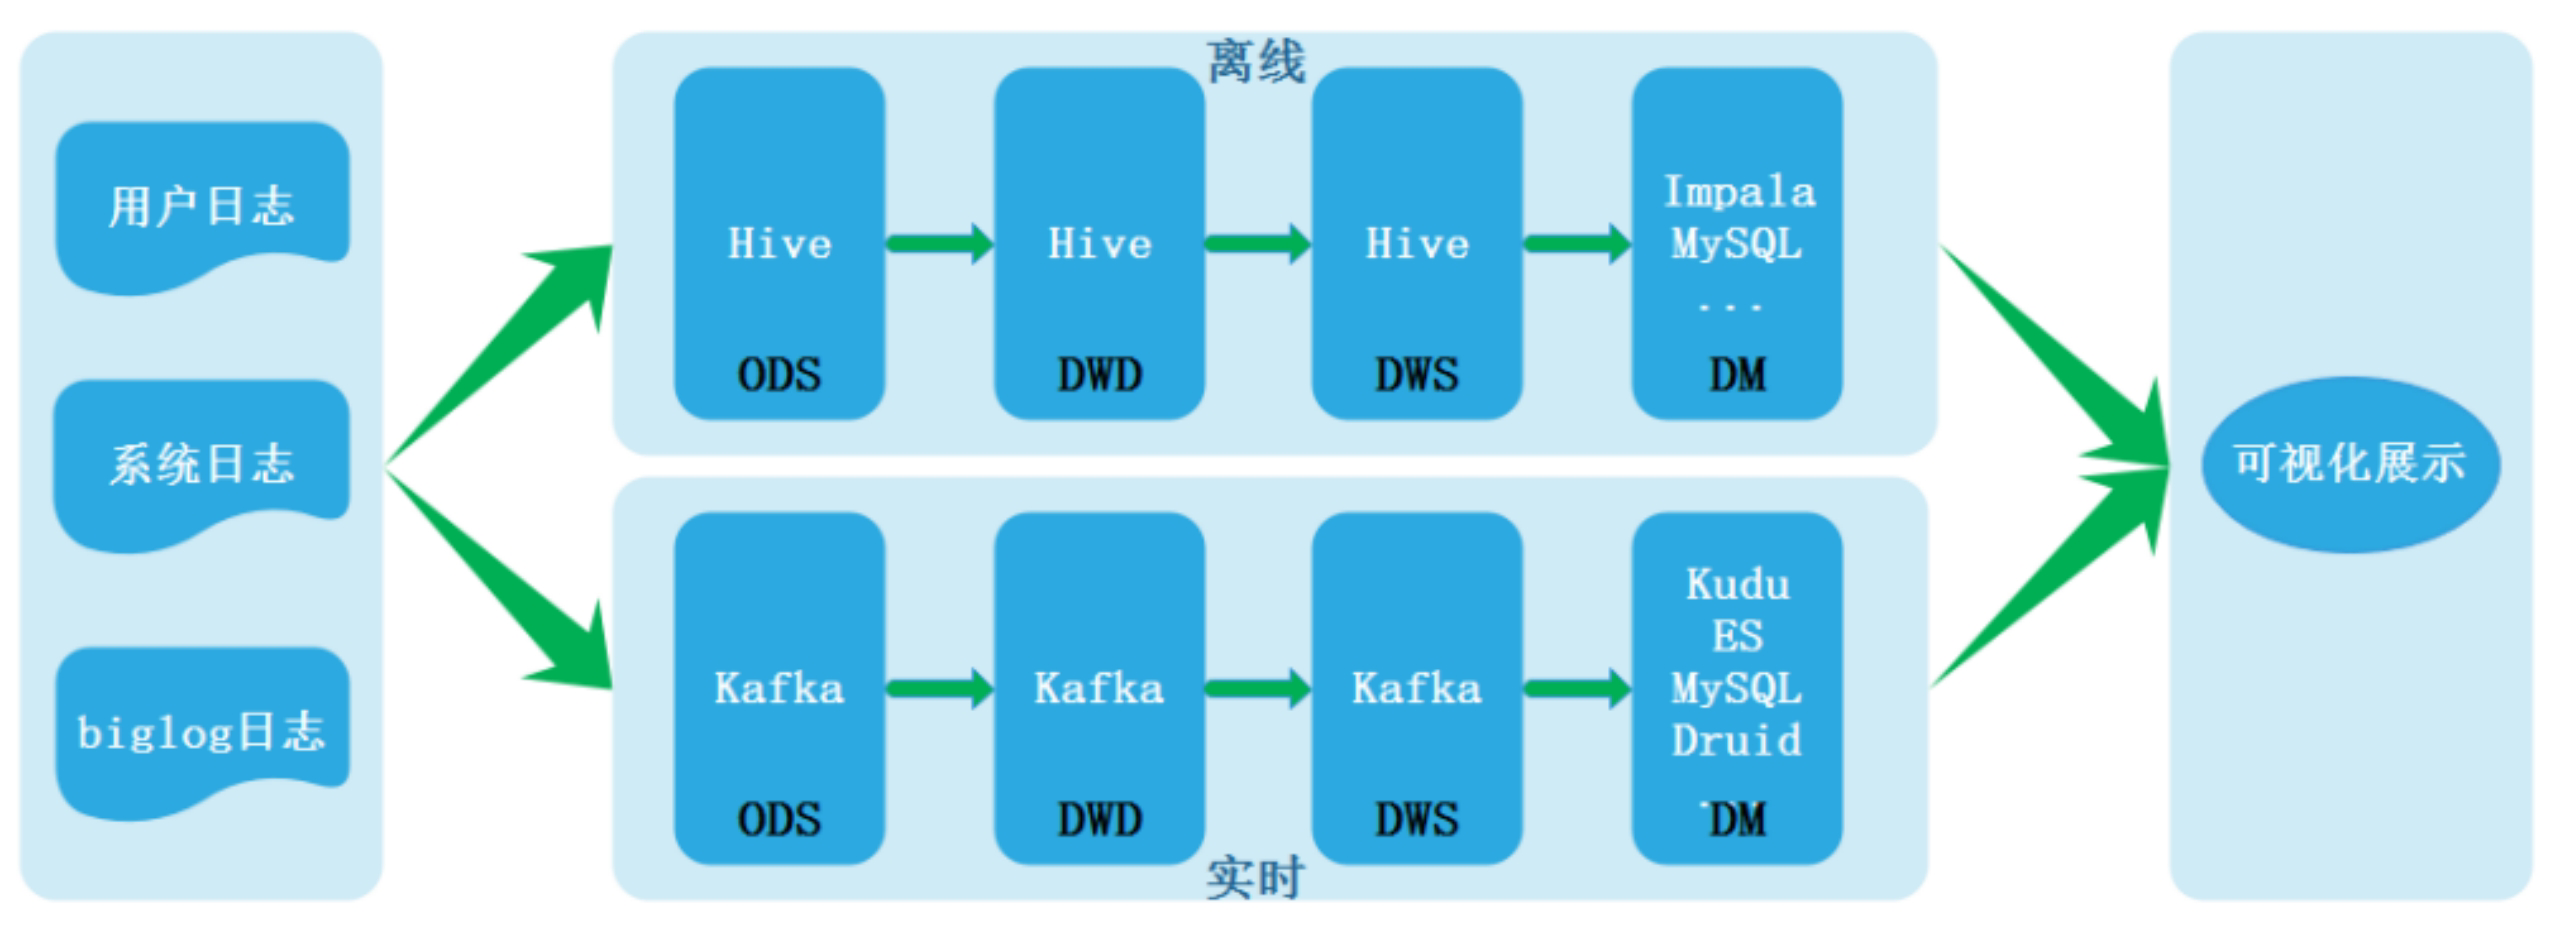 用户日志
系统日志
biglog日志
离线
Hive
ODS
Hive
DWD
Hive
DWS
Impala
MySQL
...
DM
Kafka
ODS
Kafka
DWD
Kafka
DWS
Kudu
ES
MySQL
Druid
...
DM
实时
可视化展示